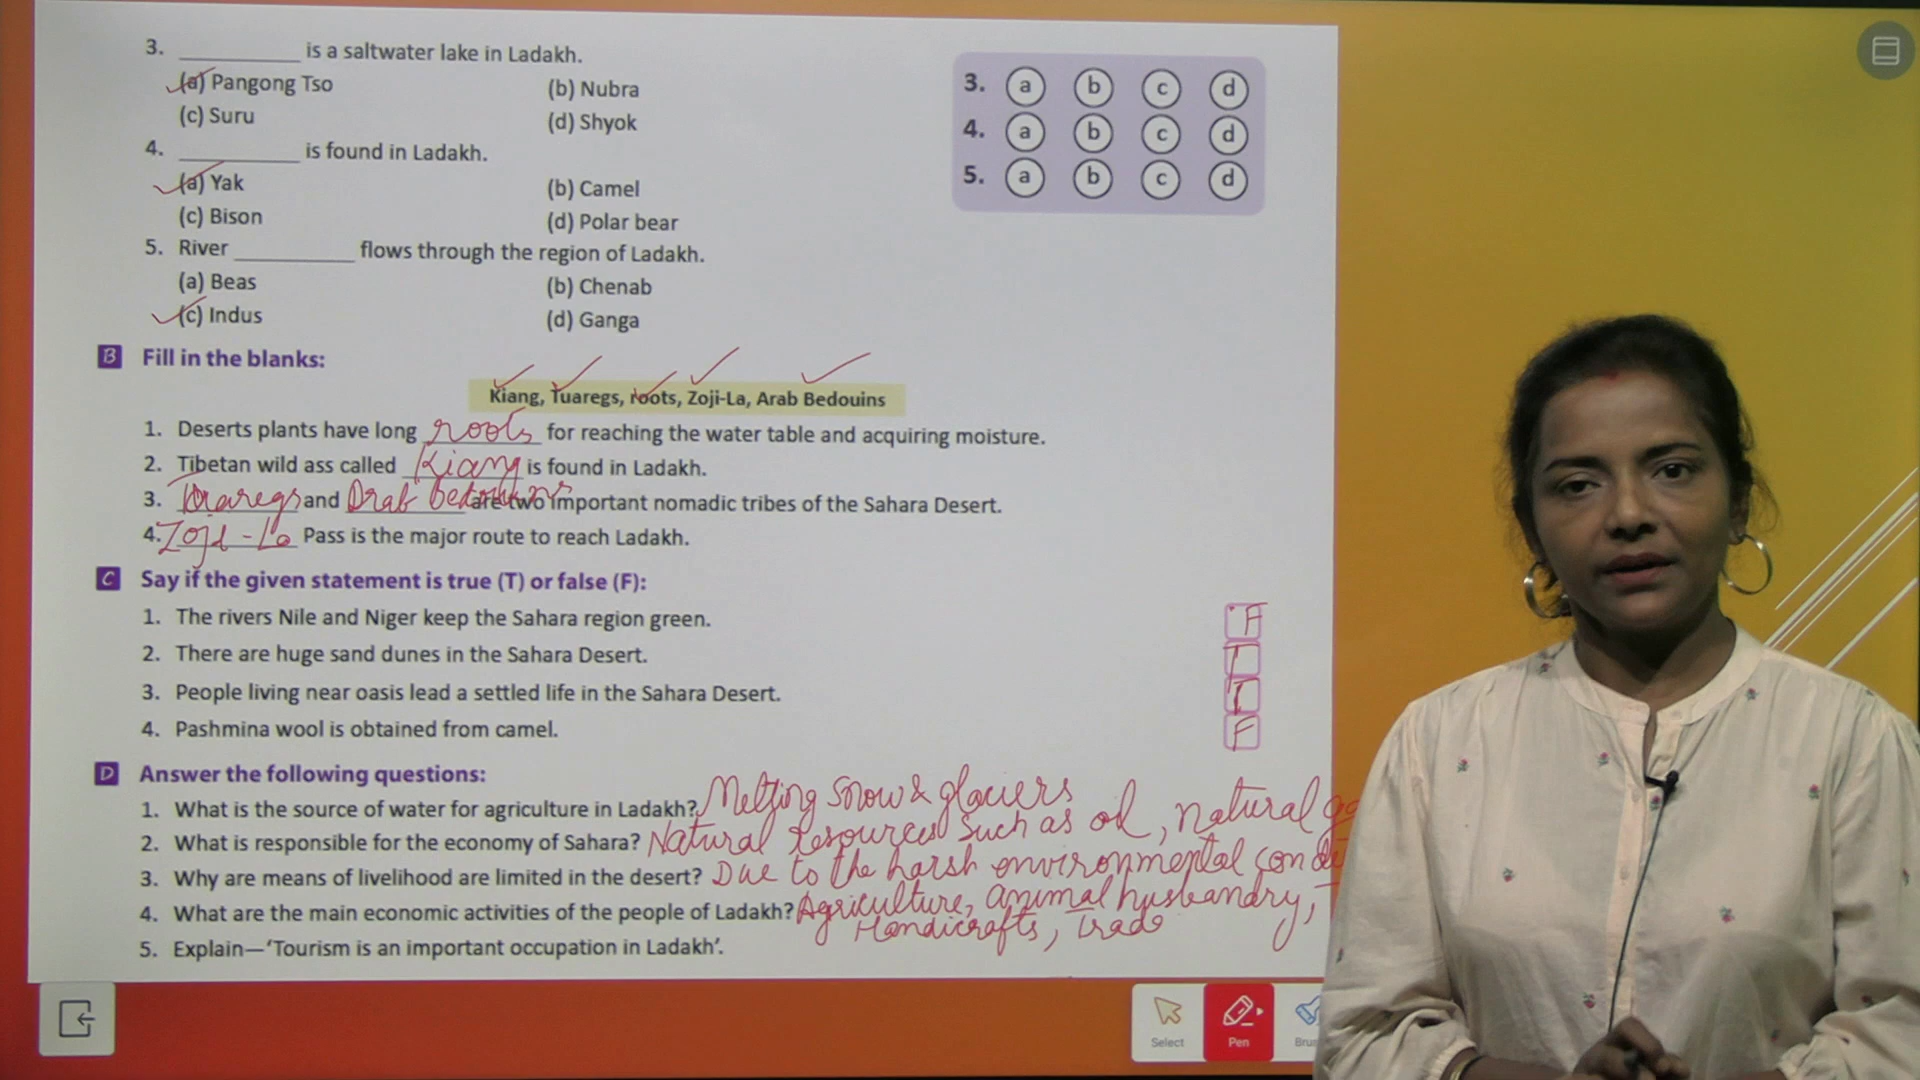 3. __________ is a saltwater lake in Ladakh.
(a) Pangong Tso (b) Nubra
(c) Suru (d) Shyok
4. __________ is found in Ladakh.
(a) Yak (b) Camel
(c) Bison (d) Polar bear
5. River __________ flows through the region of Ladakh.
(a) Beas (b) Chenab
(c) Indus (d) Ganga
3. a b c d
4. a b c d
5. a b c d
B Fill in the blanks:
Kiang, Tuaregs, roots, Zoji-La, Arab Bedouins
1. Deserts plants have long roots for reaching the water table and acquiring moisture.
2. Tibetan wild ass called Kiang is found in Ladakh.
3. Tuaregs and Arab bedouins are two important nomadic tribes of the Sahara Desert.
4. Zoji-La Pass is the major route to reach Ladakh.
C Say if the given statement is true (T) or false (F):
1. The rivers Nile and Niger keep the Sahara region green. F
2. There are huge sand dunes in the Sahara Desert. T
3. People living near oasis lead a settled life in the Sahara Desert. T
4. Pashmina wool is obtained from camel. F
D Answer the following questions:
1. What is the source of water for agriculture in Ladakh? Melting snow & glaciers
2. What is responsible for the economy of Sahara? Natural resources such as oil, natural
3. Why are means of livelihood are limited in the desert? Due to the harsh environmental
4. What are the main economic activities of the people of Ladakh? Agriculture, animal husbandry,
Handicrafts, Trade
5. Explain—‘Tourism is an important occupation in Ladakh’.
Select Pen